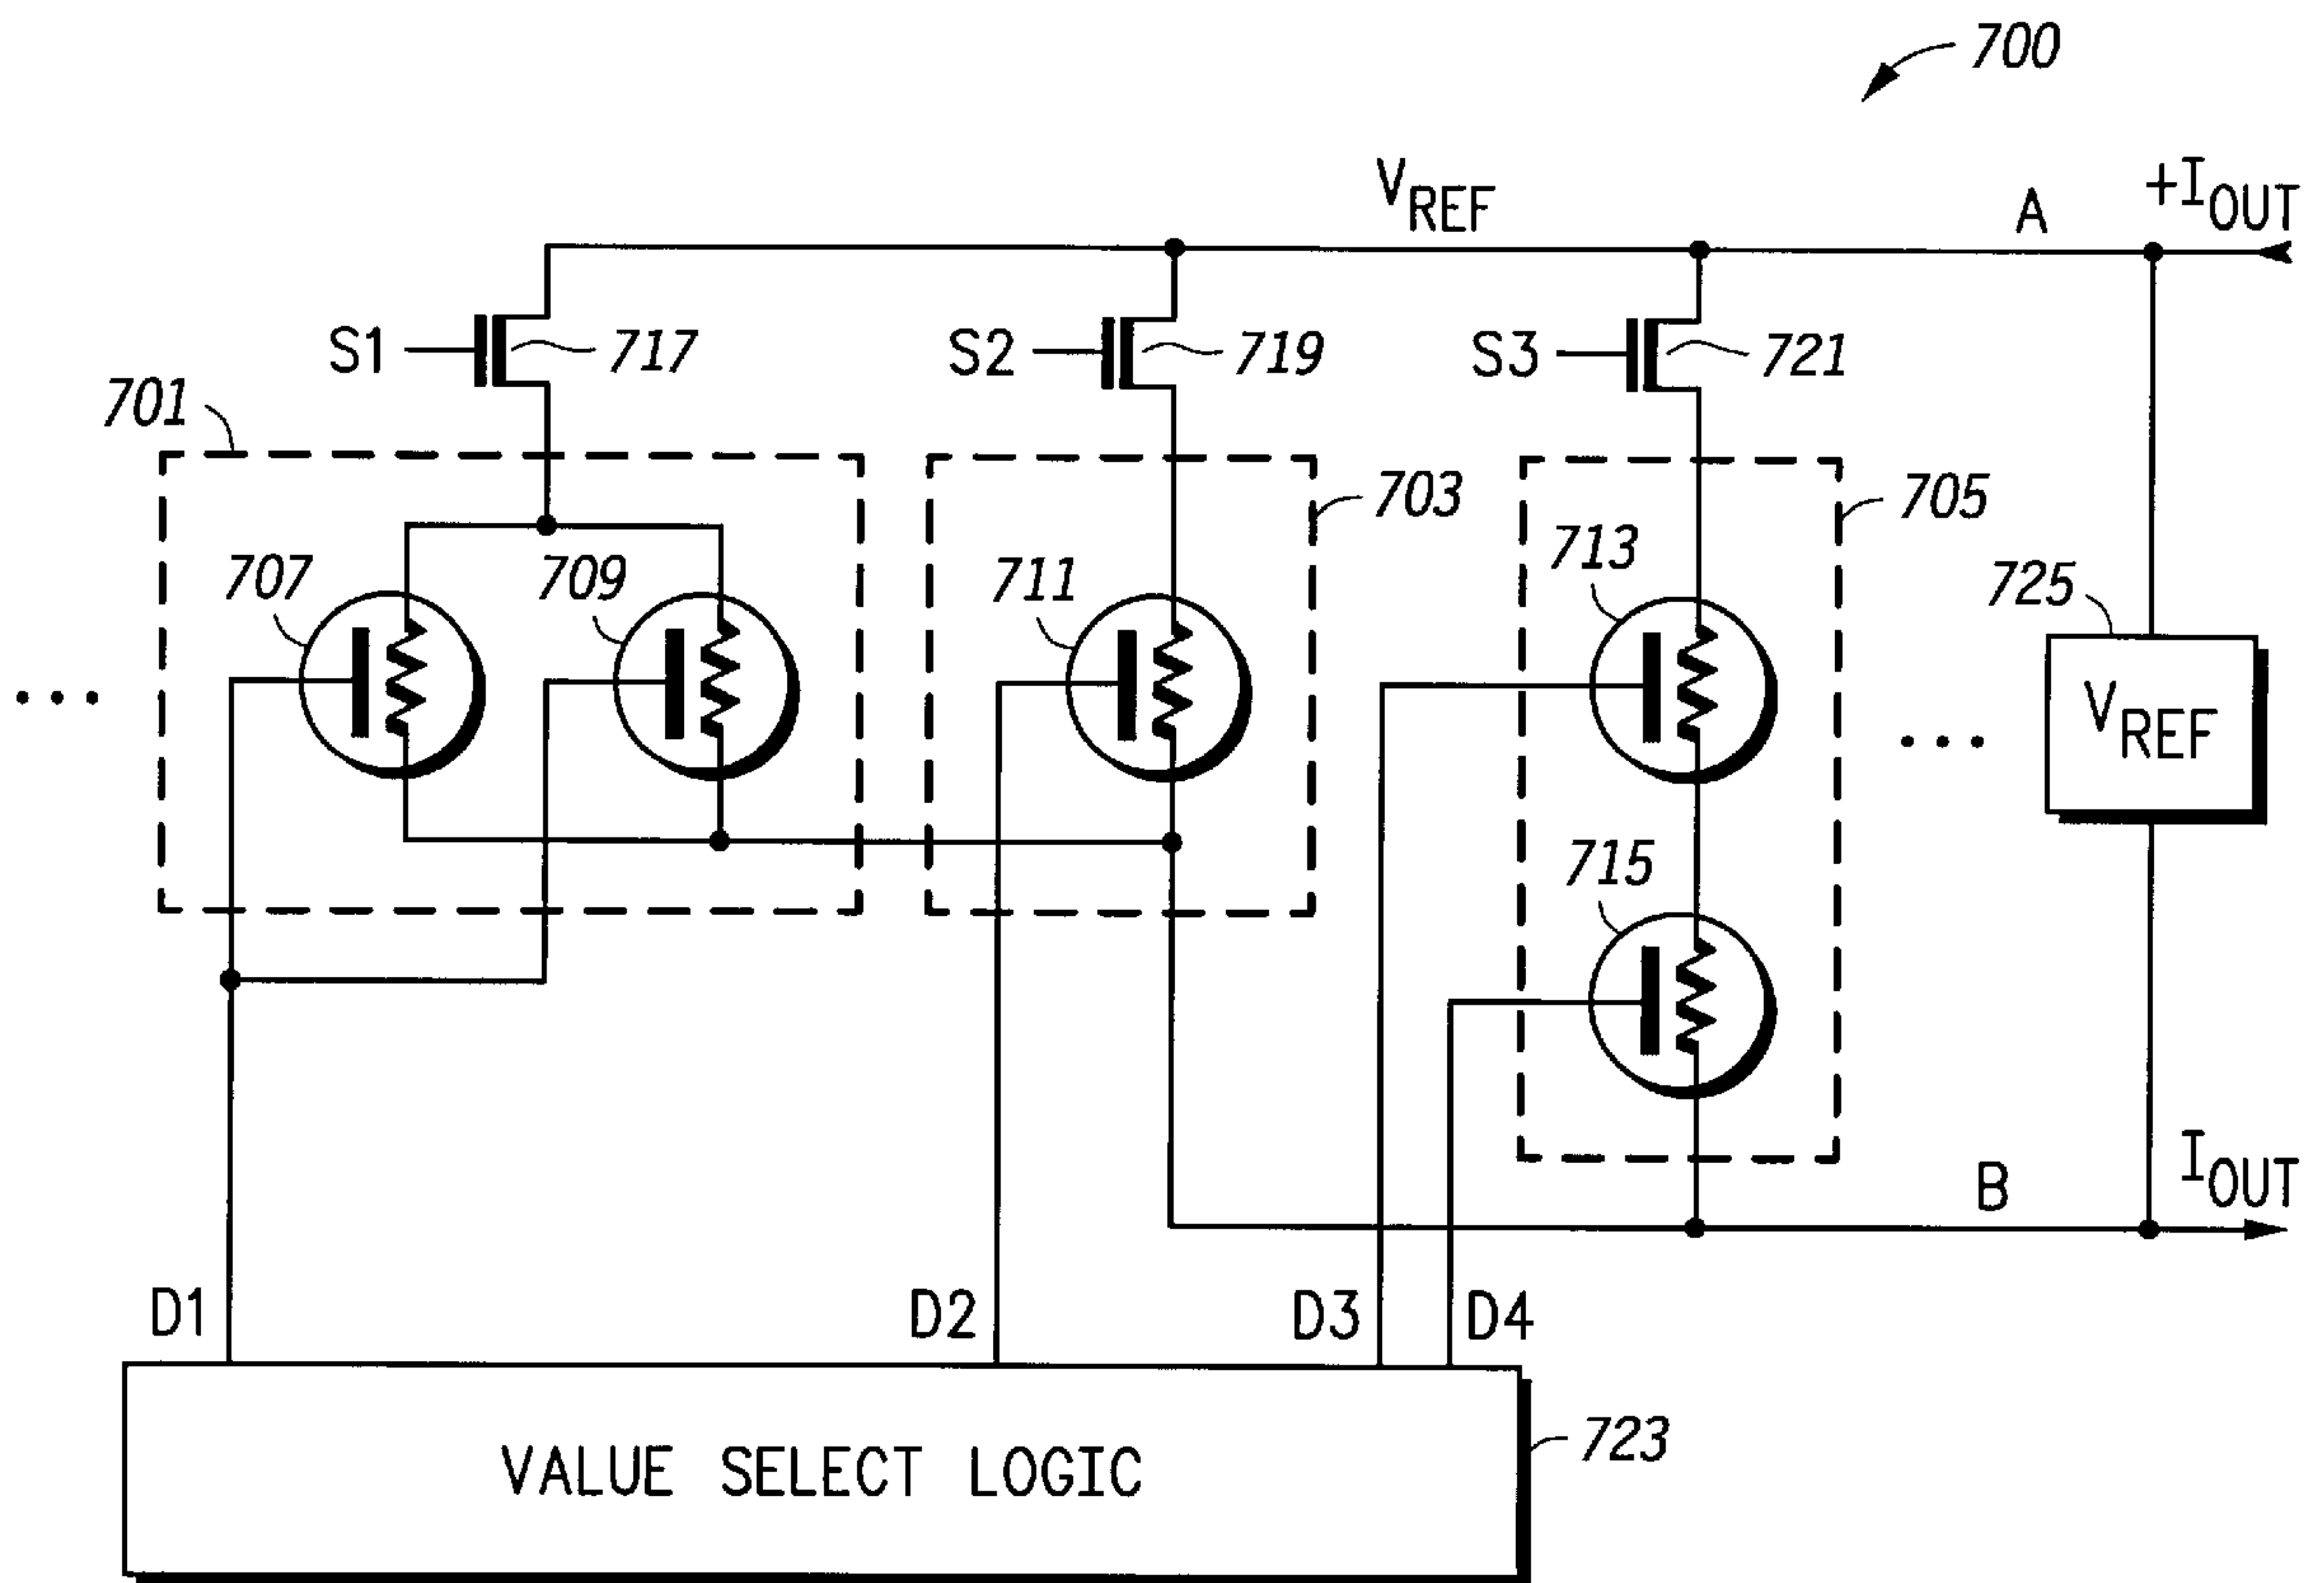 700
VREF
A
+IOUT
S1
717
S2
719
S3
721
701
703
705
707
709
711
713
725
VREF
715
B
IOUT
D1
D2
D3
D4
VALUE SELECT LOGIC
723